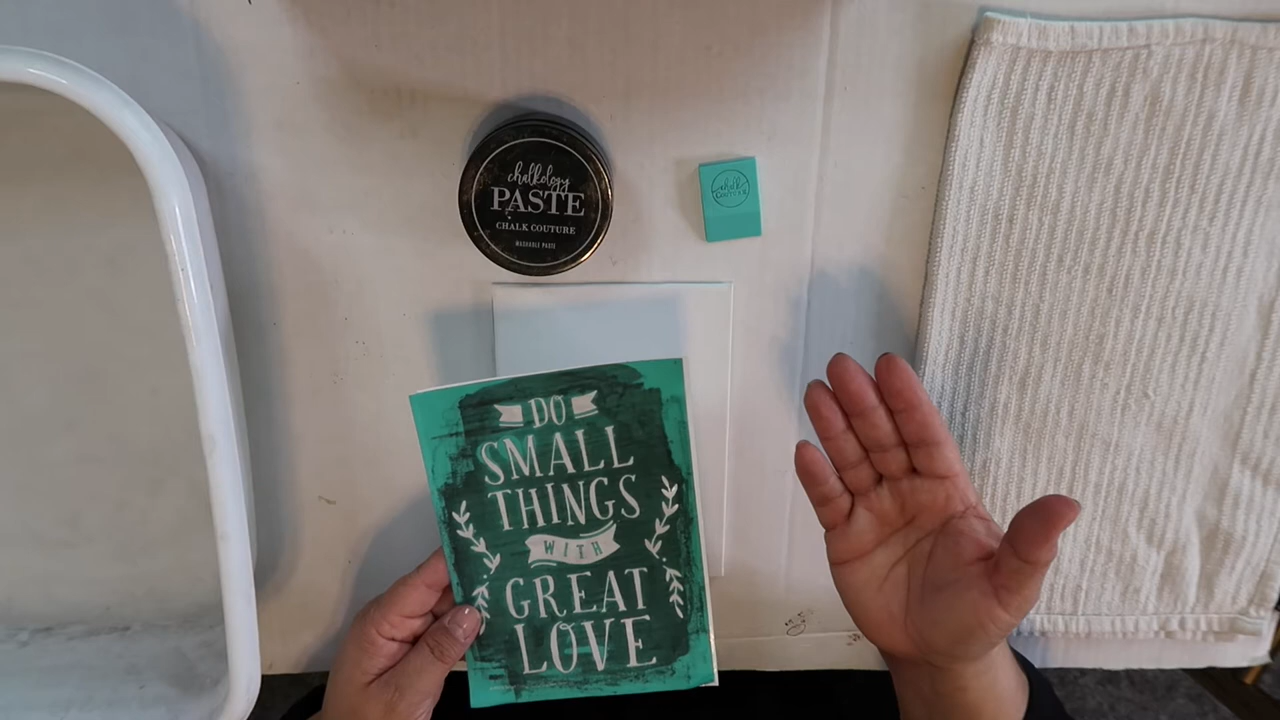 chalkology
PASTE
CHALK COUTURE
WASHABLE PASTE
chalk
COUTURE
DO
SMALL
THINGS
WITH
GREAT
LOVE